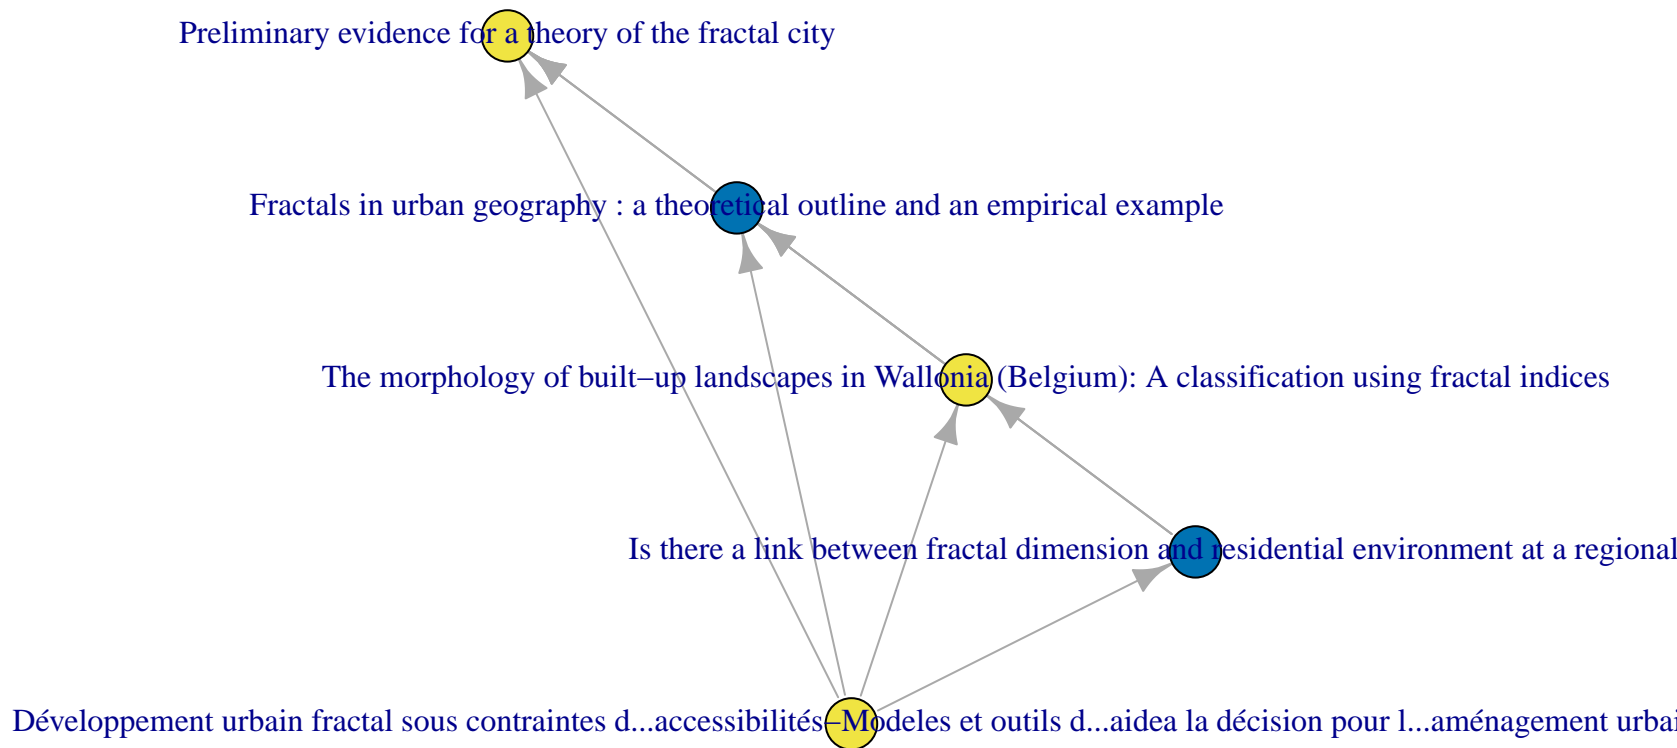 Preliminary evidence for a theory of the fractal city
Fractals in urban geography : a theoretical outline and an empirical example
The morphology of built−up landscapes in Wallonia (Belgium): A classification using fractal indices
Is there a link between fractal dimension and residential environment at a regional
Développement urbain fractal sous contraintes d...accessibilités−Modeles et outils d...aidea la décision pour l...aménagement